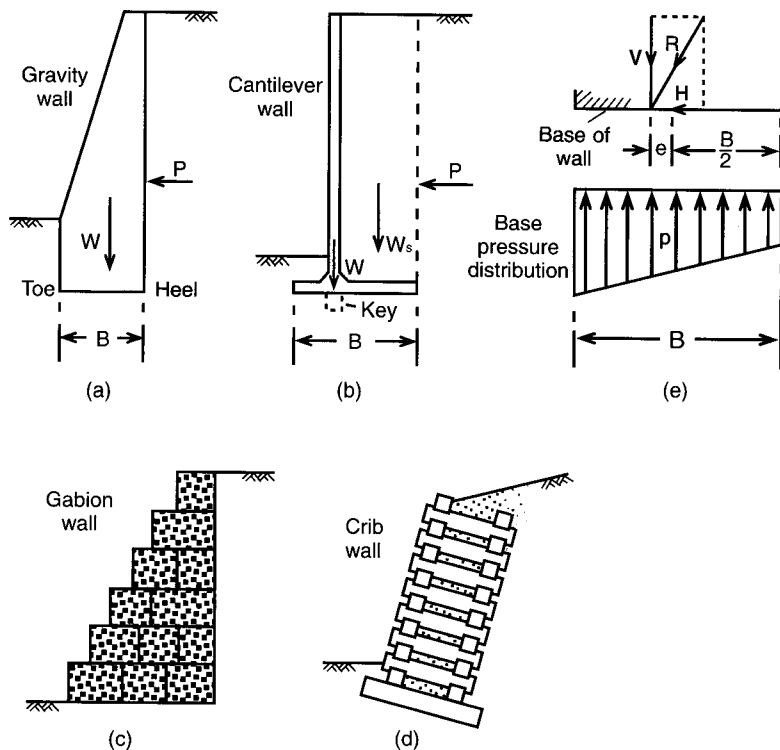 Gravity
wall
P
W
Toe
Heel
B
(a)
Cantilever
wall
P
Ws
W
Key
B
(b)
V
R
H
Base of
wall
e
B
2
Base
pressure
distribution
p
B
(e)
Gabion
wall
(c)
Crib
wall
(d)